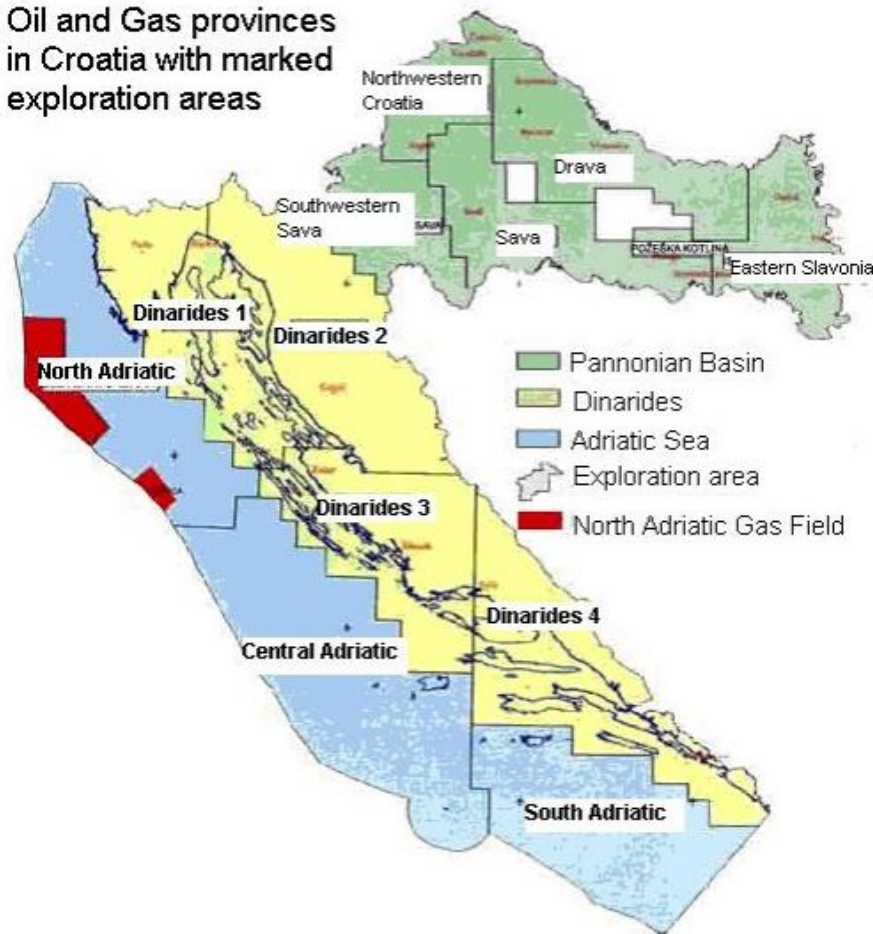 Oil and Gas provinces
in Croatia with marked
exploration areas
Northwestern
Croatia
Drava
Southwestern
Sava
SAVA
Sava
POŽEŠKA KOTLINA
Eastern Slavonia
Dinarides 1
Dinarides 2
North Adriatic
Pannonian Basin
Dinarides
Adriatic Sea
Exploration area
North Adriatic Gas Field
Dinarides 3
Dinarides 4
Central Adriatic
South Adriatic